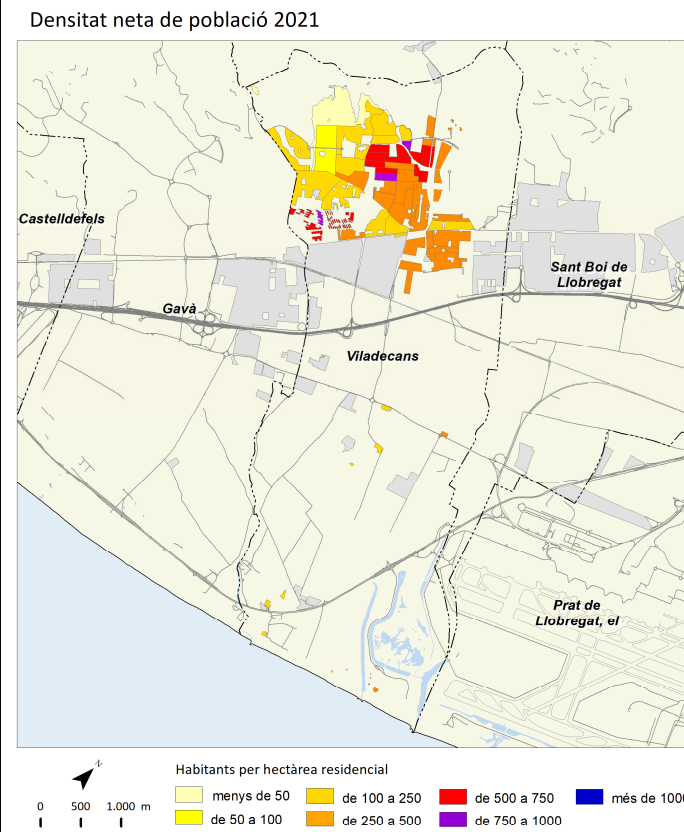 Densitat neta de població 2021
Castelldefels
Sant Boi de
Llobregat
Gavà
Viladecans
Prat de
Llobregat, el
N
Habitants per hectàrea residencial
menys de 50
de 100 a 250
de 500 a 750
més de 1000
de 50 a 100
de 250 a 500
de 750 a 1000
0 500 1.000 m